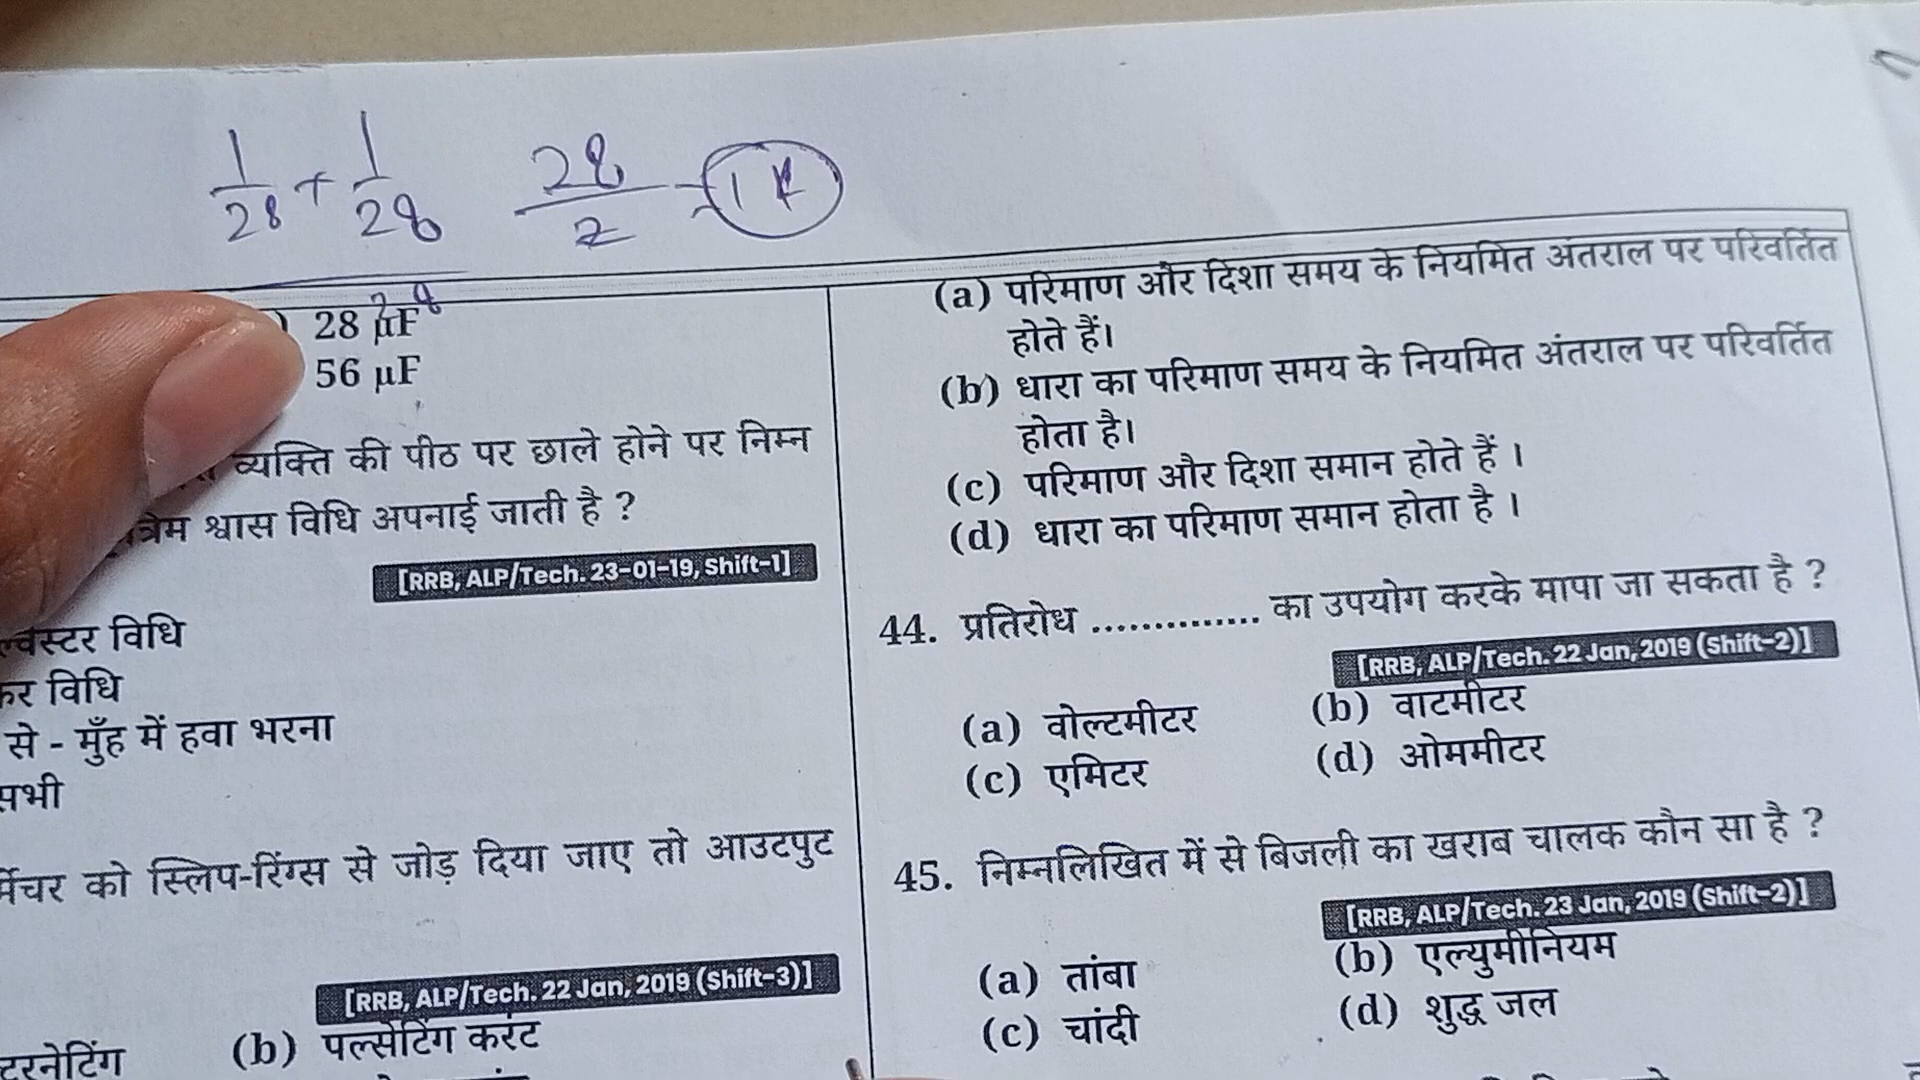 1/28 + 1/28 28/2 = 14
28 μF
56 μF
व्यक्ति की पीठ पर छाले होने पर निम्न
श्वास विधि अपनाई जाती है ?
[RRB, ALP/Tech. 23-01-19, Shift-1]
विधि
विधि
से - मुँह में हवा भरना
सभी
को स्लिप-रिंग्स से जोड़ दिया जाए तो आउटपुट
[RRB, ALP/Tech. 22 Jan, 2019 (Shift-3)]
(b) पल्सेटिंग करंट
(a) परिमाण और दिशा समय के नियमित अंतराल पर परिवर्तित
होते हैं।
(b) धारा का परिमाण समय के नियमित अंतराल पर परिवर्तित
होता है।
(c) परिमाण और दिशा समान होते हैं ।
(d) धारा का परिमाण समान होता है ।
44. प्रतिरोध .............. का उपयोग करके मापा जा सकता है ?
[RRB, ALP/Tech. 22 Jan, 2019 (Shift-2)]
(a) वोल्टमीटर (b) वाटमीटर
(c) एमिटर (d) ओममीटर
45. निम्नलिखित में से बिजली का खराब चालक कौन सा है ?
[RRB, ALP/Tech. 23 Jan, 2019 (Shift-2)]
(a) तांबा (b) एल्युमीनियम
(c) चांदी (d) शुद्ध जल